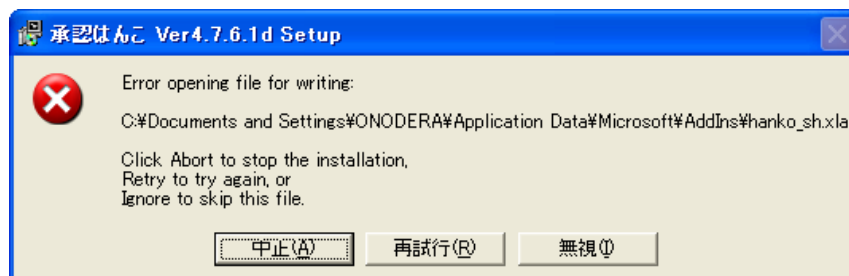 承認はんこ Ver4.7.6.1d Setup
Error opening file for writing:
C:¥Documents and Settings¥ONODERA¥Application Data¥Microsoft¥AddIns¥hanko_sh.xla
Click Abort to stop the installation,
Retry to try again, or
Ignore to skip this file.
中止(A) 再試行(R) 無視(I)